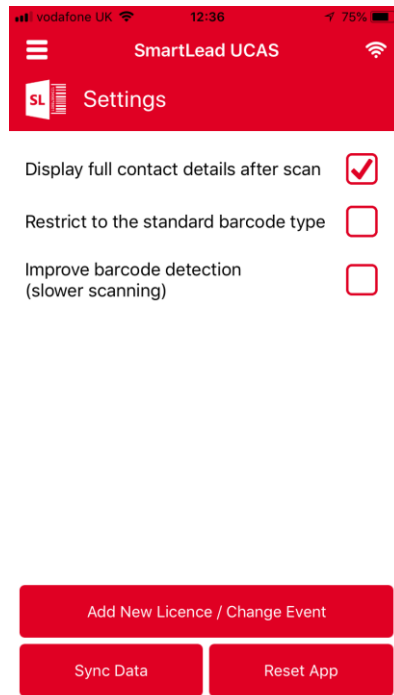 vodafone UK 12:36 75%
SmartLead UCAS
SL Settings
Display full contact details after scan
Restrict to the standard barcode type
Improve barcode detection
(slower scanning)
Add New Licence / Change Event
Sync Data Reset App